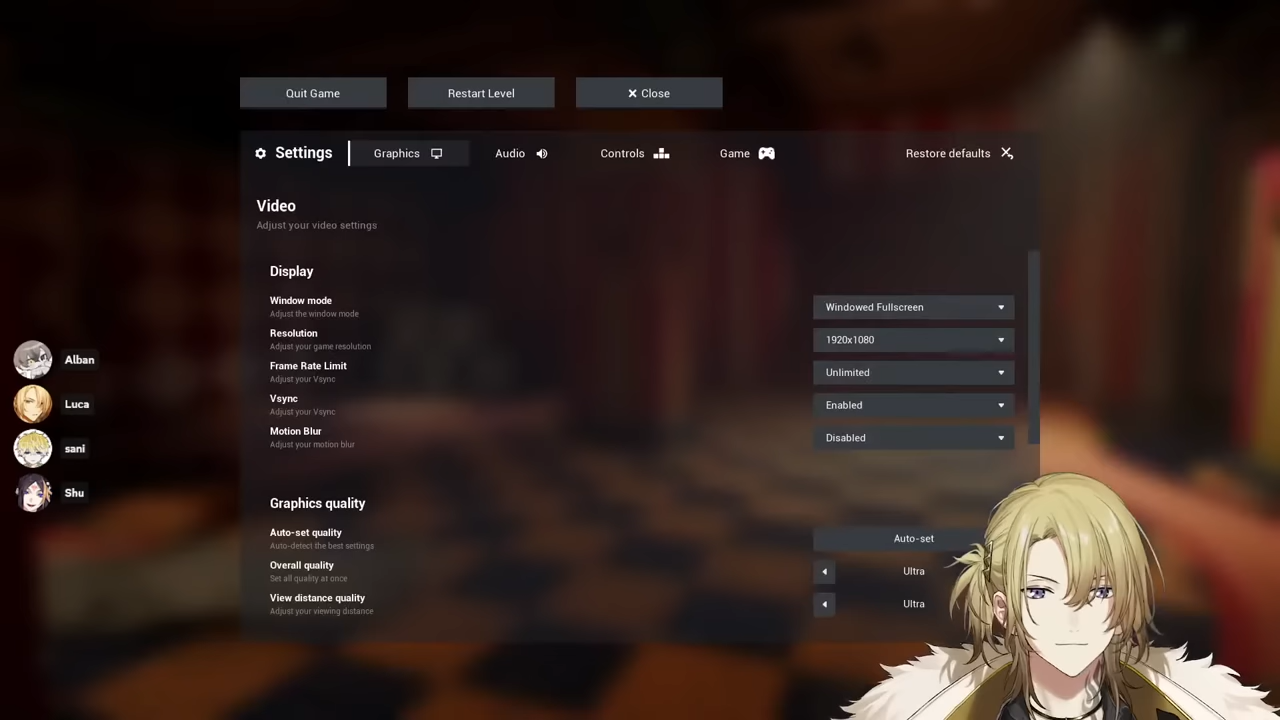 Quit Game
Restart Level
Close
Settings
Graphics
Audio
Controls
Game
Restore defaults
Video
Adjust your video settings
Display
Window mode
Adjust the window mode
Windowed Fullscreen
Resolution
Adjust your game resolution
1920x1080
Frame Rate Limit
Adjust your Vsync
Unlimited
Vsync
Adjust your Vsync
Enabled
Motion Blur
Adjust your motion blur
Disabled
Graphics quality
Auto-set quality
Auto-detect the best settings
Auto-set
Overall quality
Set all quality at once
Ultra
View distance quality
Adjust your viewing distance
Ultra
Alban
Luca
sani
Shu